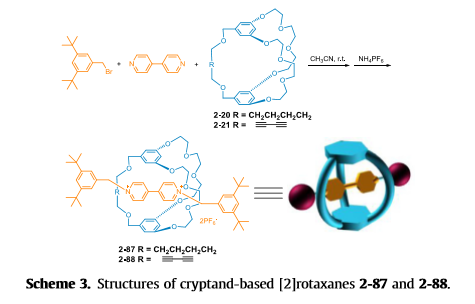 Br + N N + R
CH₃CN, r.t. NH₄PF₆
2-20 R = CH₂CH₂CH₂CH₂
2-21 R =
N⁺ N⁺ R
2PF₆⁻
2-87 R = CH₂CH₂CH₂CH₂
2-88 R =
Scheme 3. Structures of cryptand-based [2]rotaxanes 2-87 and 2-88.